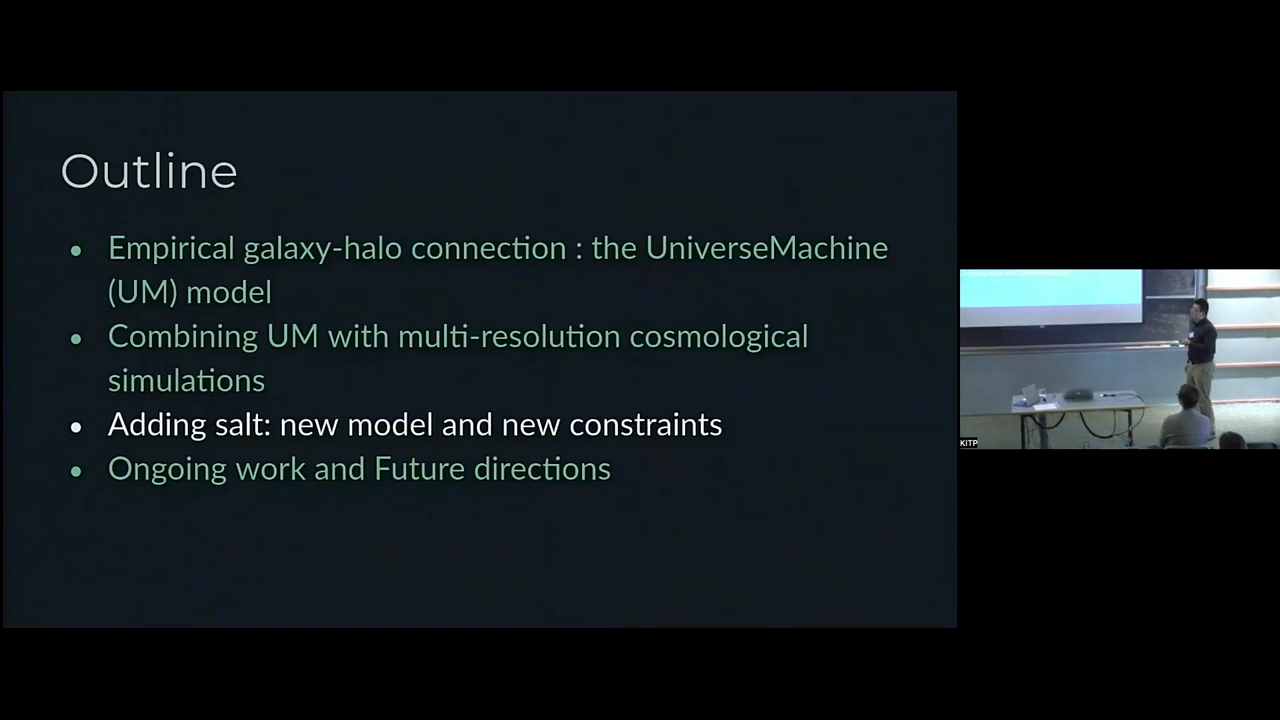 Outline
• Empirical galaxy-halo connection : the UniverseMachine
(UM) model
• Combining UM with multi-resolution cosmological
simulations
• Adding salt: new model and new constraints
• Ongoing work and Future directions
KITP